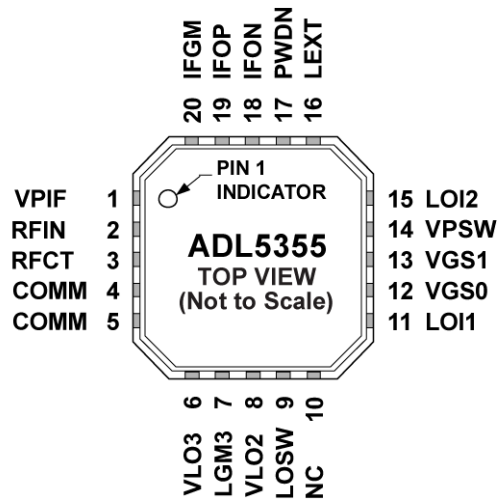 20 IFGM
19 IFOP
18 IFON
17 PWDN
16 LEXT
PIN 1
INDICATOR
VPIF 1
RFIN 2
RFCT 3
COMM 4
COMM 5
ADL5355
TOP VIEW
(Not to Scale)
15 LOI2
14 VPSW
13 VGS1
12 VGS0
11 LOI1
VLO3 6
LGM3 7
VLO2 8
LOSW 9
NC 10